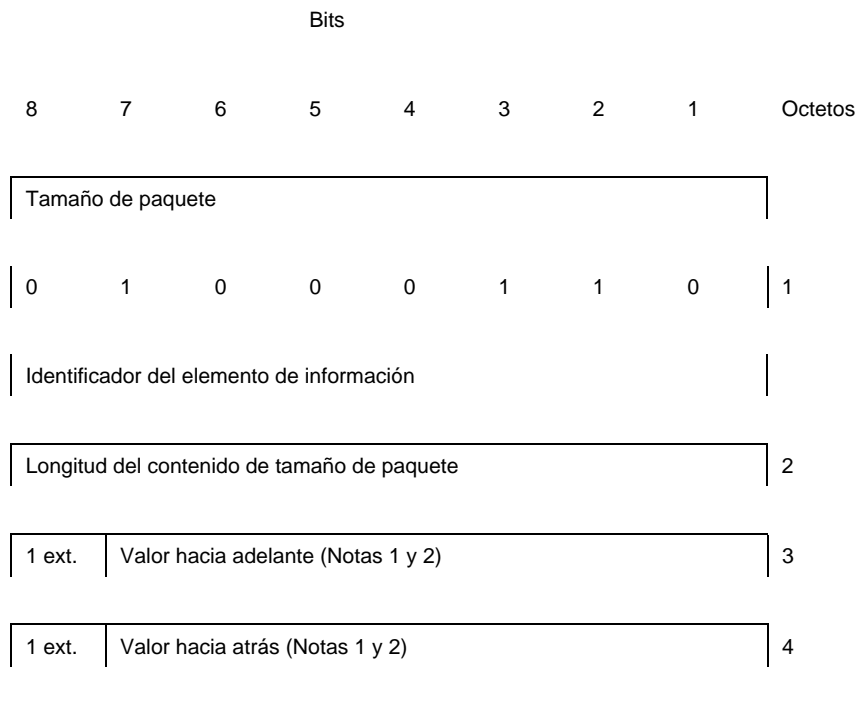 Bits
8 7 6 5 4 3 2 1 Octetos
Tamaño de paquete
0 1 0 0 0 1 1 0 1
Identificador del elemento de información
Longitud del contenido de tamaño de paquete 2
1 ext. Valor hacia adelante (Notas 1 y 2) 3
1 ext. Valor hacia atrás (Notas 1 y 2) 4